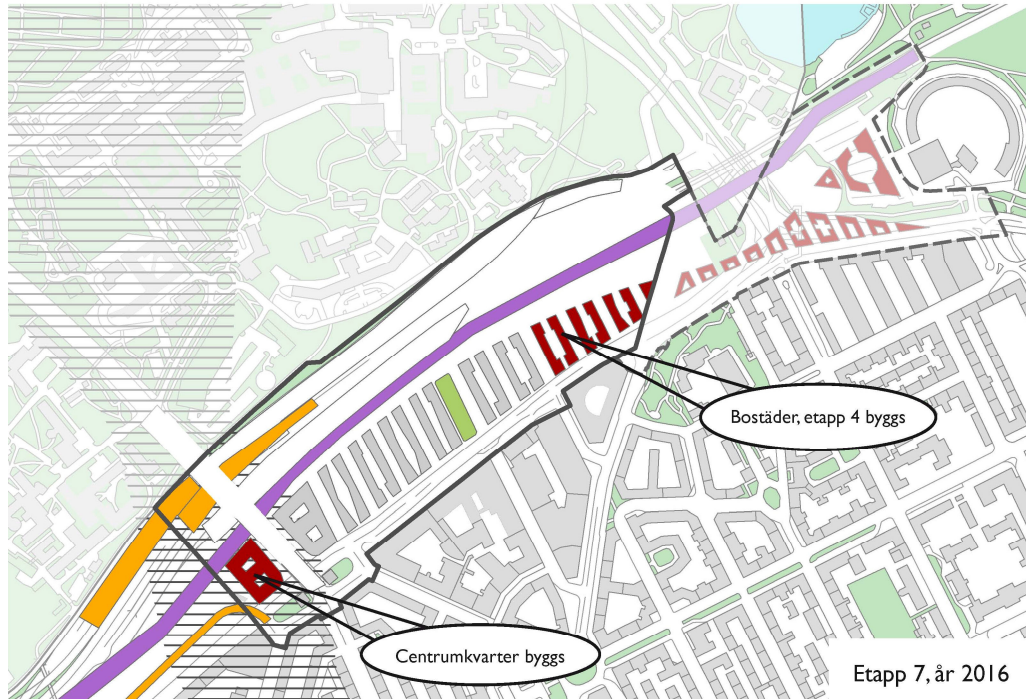 Bostäder, etapp 4 byggs
Centrumkvarter byggs
Etapp 7, år 2016